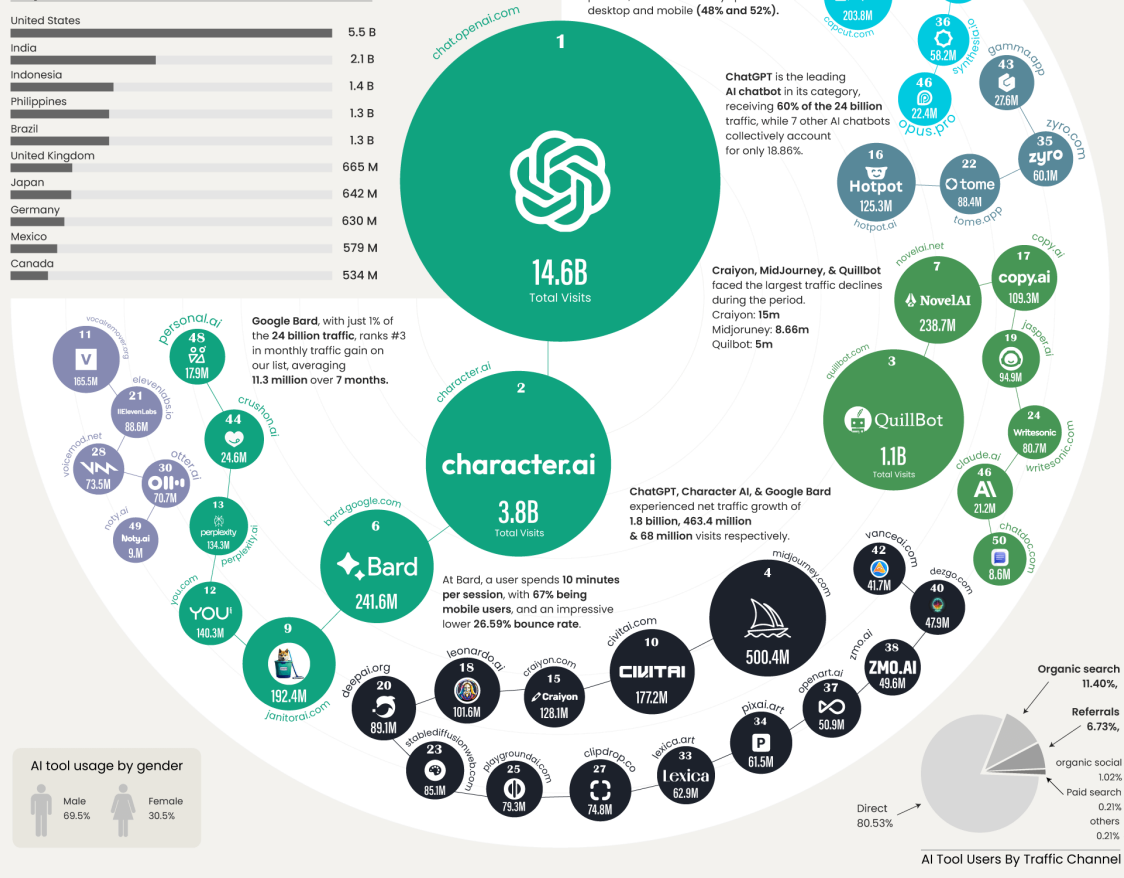 United States
5.5 B
India
2.1 B
Indonesia
1.4 B
Philippines
1.3 B
Brazil
1.3 B
United Kingdom
665 M
Japan
642 M
Germany
630 M
Mexico
579 M
Canada
534 M
desktop and mobile (48% and 52%).
chat.openai.com
1
14.6B
Total Visits
ChatGPT is the leading
AI chatbot in its category,
receiving 60% of the 24 billion
traffic, while 7 other AI chatbots
collectively account
for only 18.86%.
203.8M
capcut.com
36
58.2M
46
22.4M
opus.pro
gamma.app
43
27.6M
zyro.com
35
zyro
60.1M
22
tome
88.4M
tome.app
16
Hotpot
125.3M
hotpot.ai
Craiyon, MidJourney, & Quillbot
faced the largest traffic declines
during the period.
Craiyon: 15m
Midjoruney: 8.66m
Quilbot: 5m
novelai.net
7
NovelAI
238.7M
copy.ai
17
copy.ai
109.3M
jasper.ai
19
94.9M
24
Writesonic
80.7M
writesonic.com
quillbot.com
3
QuillBot
1.1B
Total Visits
claude.ai
46
A\
21.2M
chatdoc.com
50
8.6M
Google Bard, with just 1% of
the 24 billion traffic, ranks #3
in monthly traffic gain on
our list, averaging
11.3 million over 7 months.
vocalremover.org
11
V
165.5M
elevenlabs.io
21
IIElevenLabs
88.6M
voicemod.net
28
73.5M
otter.ai
30
70.7M
noty.ai
49
Noty.ai
9.M
personal.ai
48
17.9M
crushon.ai
44
24.6M
13
perplexity
134.3M
perplexity.ai
you.com
12
YOU
140.3M
9
192.4M
janitorai.com
bard.google.com
6
Bard
241.6M
character.ai
2
character.ai
3.8B
Total Visits
ChatGPT, Character AI, & Google Bard
experienced net traffic growth of
1.8 billion, 463.4 million
& 68 million visits respectively.
At Bard, a user spends 10 minutes
per session, with 67% being
mobile users, and an impressive
lower 26.59% bounce rate.
midjourney.com
4
500.4M
civitai.com
10
CIVITAI
177.2M
craiyon.com
15
Craiyon
128.1M
leonardo.ai
18
101.6M
deepai.org
20
89.1M
stablediffusionweb.com
23
85.1M
playgroundai.com
25
79.3M
clipdrop.co
27
74.8M
lexica.art
33
Lexica
62.9M
pixai.art
34
P
61.5M
openart.ai
37
50.9M
zmo.ai
38
ZMO.AI
49.6M
dezgo.com
40
47.9M
vanceai.com
42
41.7M
AI tool usage by gender
Male
69.5%
Female
30.5%
Organic search
11.40%,
Referrals
6.73%,
organic social
1.02%
Paid search
0.21%
others
0.21%
Direct
80.53%
AI Tool Users By Traffic Channel